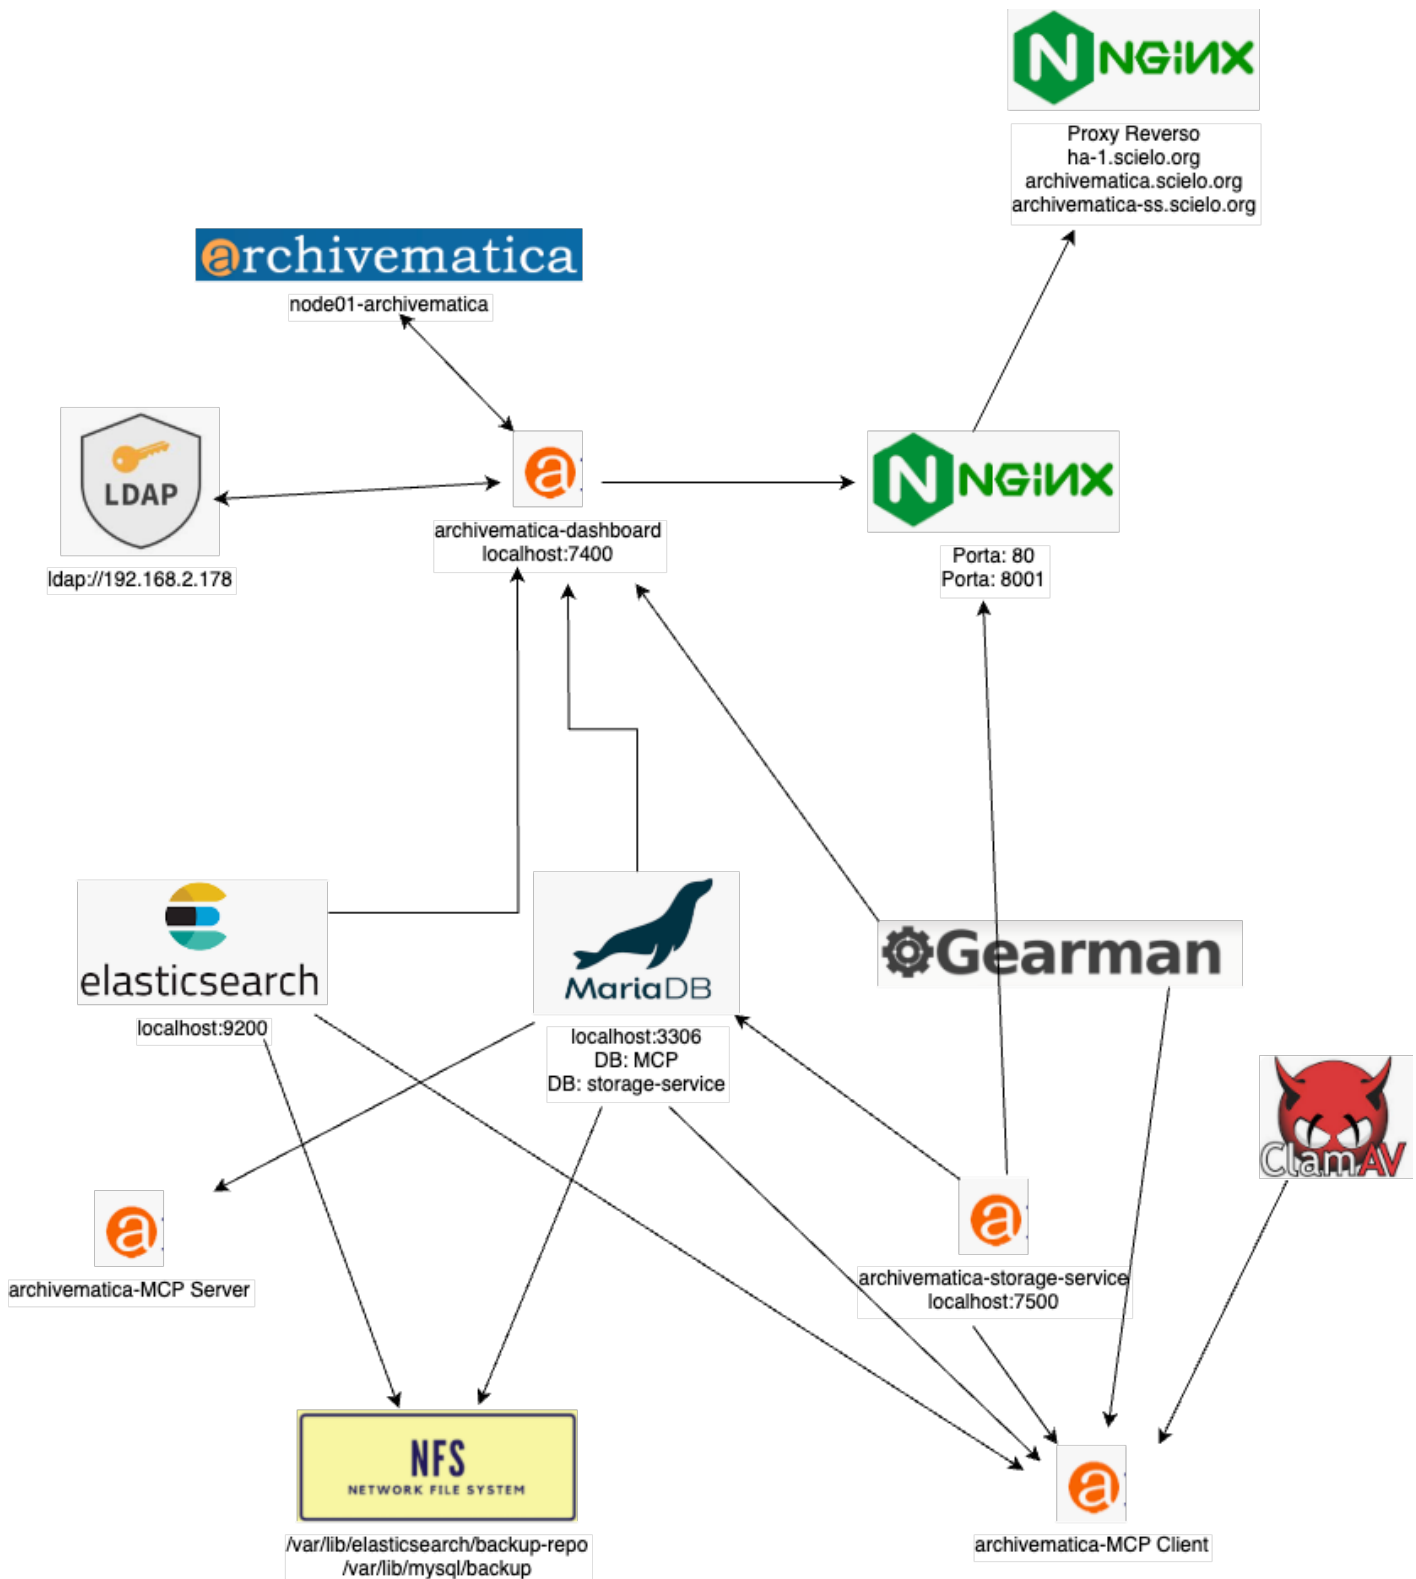 NGINX
Proxy Reverso
ha-1.scielo.org
archivematica.scielo.org
archivematica-ss.scielo.org
archivematica
node01-archivematica
LDAP
ldap://192.168.2.178
a
archivematica-dashboard
localhost:7400
NGINX
Porta: 80
Porta: 8001
elasticsearch
localhost:9200
MariaDB
localhost:3306
DB: MCP
DB: storage-service
Gearman
ClamAV
a
archivematica-MCP Server
a
archivematica-storage-service
localhost:7500
NFS
NETWORK FILE SYSTEM
/var/lib/elasticsearch/backup-repo
/var/lib/mysql/backup
a
archivematica-MCP Client